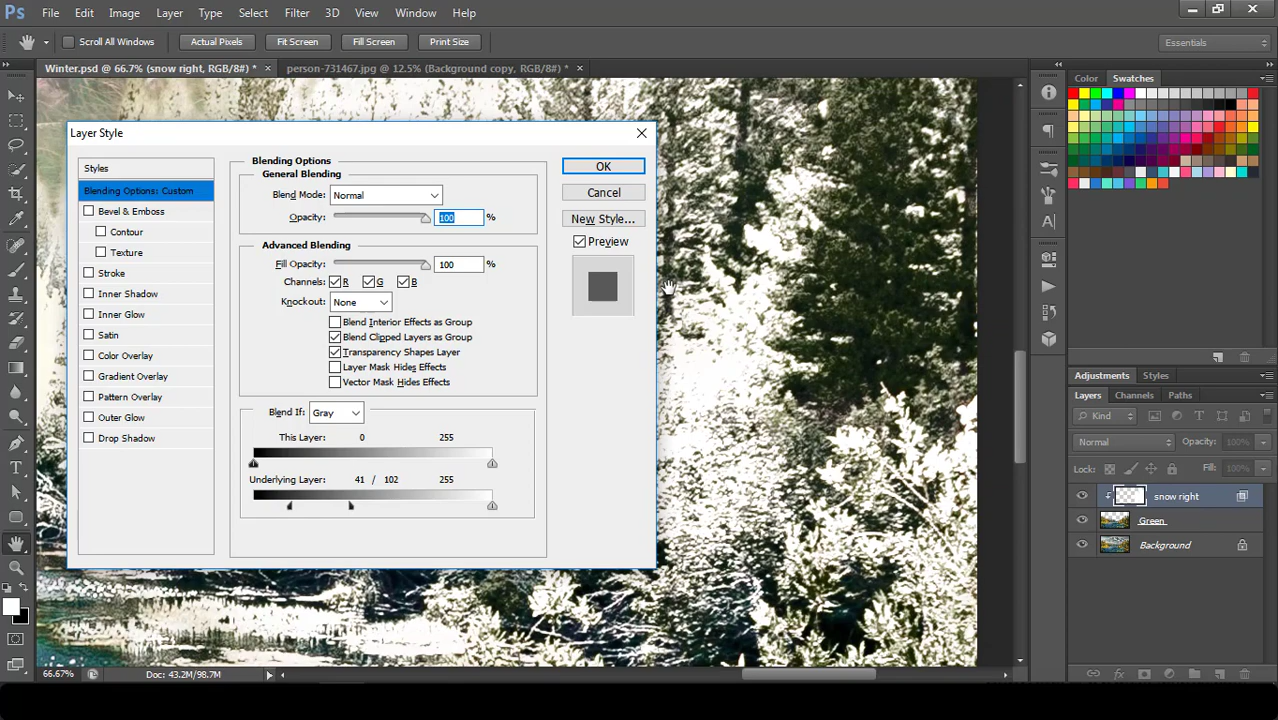 Ps File Edit Image Layer Type Select Filter 3D View Window Help
Scroll All Windows Actual Pixels Fit Screen Fill Screen Print Size Essentials
Winter.psd @ 66.7% (snow right, RGB/8#) * × person-731467.jpg @ 12.5% (Background copy, RGB/8#) * ×
Color Swatches
Layer Style
Styles
Blending Options: Custom
Bevel & Emboss
Contour
Texture
Stroke
Inner Shadow
Inner Glow
Satin
Color Overlay
Gradient Overlay
Pattern Overlay
Outer Glow
Drop Shadow
Blending Options
General Blending
Blend Mode: Normal
Opacity: 100 %
Advanced Blending
Fill Opacity: 100 %
Channels: R G B
Knockout: None
Blend Interior Effects as Group
Blend Clipped Layers as Group
Transparency Shapes Layer
Layer Mask Hides Effects
Vector Mask Hides Effects
Blend If: Gray
This Layer: 0 255
Underlying Layer: 41 / 102 255
OK
Cancel
New Style...
Preview
Adjustments Styles
Layers Channels Paths
Kind
Normal Opacity: 100%
Lock: Fill: 100%
snow right
Green
Background
66.67% Doc: 43.2M/98.7M